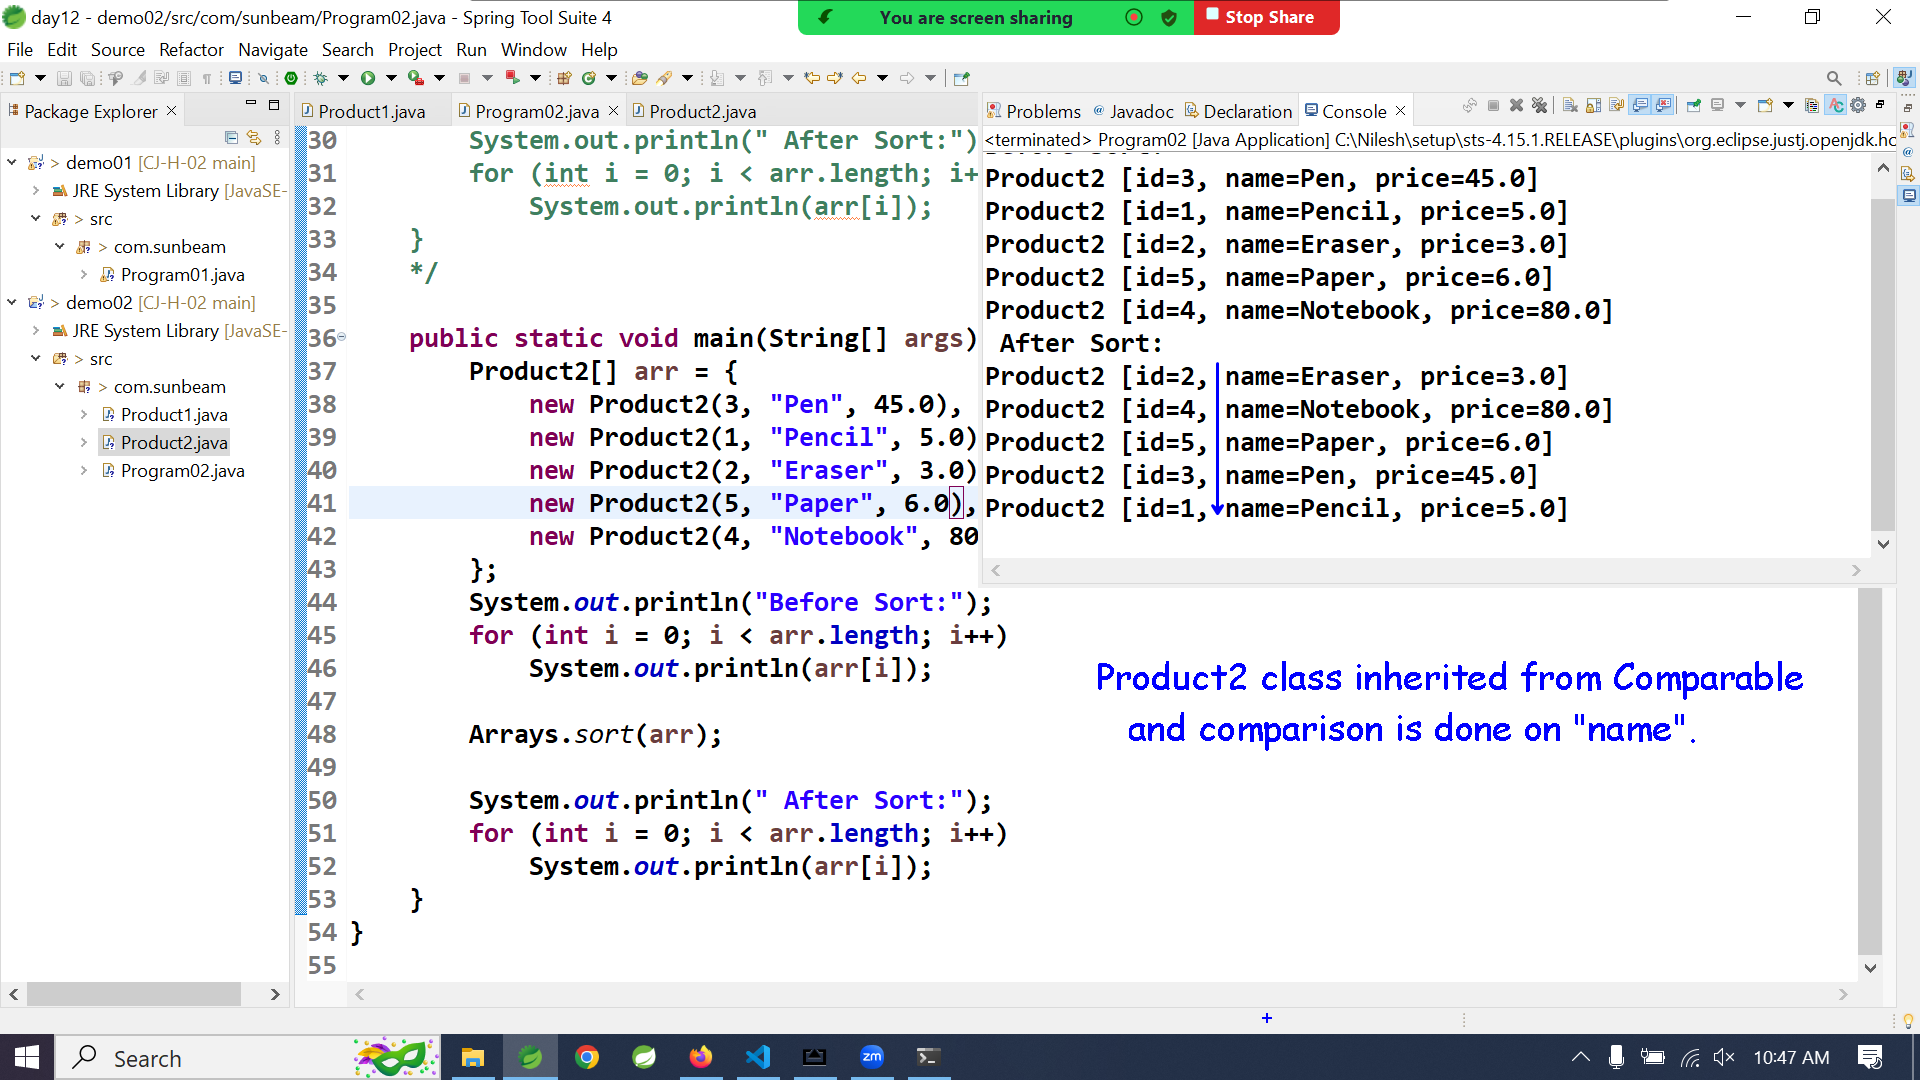 day12 - demo02/src/com/sunbeam/Program02.java - Spring Tool Suite 4
You are screen sharing
Stop Share
File Edit Source Refactor Navigate Search Project Run Window Help
Package Explorer
demo01 [CJ-H-02 main]
JRE System Library [JavaSE-
src
com.sunbeam
Program01.java
demo02 [CJ-H-02 main]
JRE System Library [JavaSE-
src
com.sunbeam
Product1.java
Product2.java
Program02.java
Product1.java Program02.java Product2.java
30 System.out.println(" After Sort:")
31 for (int i = 0; i < arr.length; i+
32 System.out.println(arr[i]);
33 }
34 */
35
36 public static void main(String[] args)
37 Product2[] arr = {
38 new Product2(3, "Pen", 45.0),
39 new Product2(1, "Pencil", 5.0)
40 new Product2(2, "Eraser", 3.0)
41 new Product2(5, "Paper", 6.0),
42 new Product2(4, "Notebook", 80
43 };
44 System.out.println("Before Sort:");
45 for (int i = 0; i < arr.length; i++)
46 System.out.println(arr[i]);
47
48 Arrays.sort(arr);
49
50 System.out.println(" After Sort:");
51 for (int i = 0; i < arr.length; i++)
52 System.out.println(arr[i]);
53 }
54 }
55
Problems Javadoc Declaration Console
<terminated> Program02 [Java Application] C:\Nilesh\setup\sts-4.15.1.RELEASE\plugins\org.eclipse.justj.openjdk.ho
Product2 [id=3, name=Pen, price=45.0]
Product2 [id=1, name=Pencil, price=5.0]
Product2 [id=2, name=Eraser, price=3.0]
Product2 [id=5, name=Paper, price=6.0]
Product2 [id=4, name=Notebook, price=80.0]
After Sort:
Product2 [id=2, name=Eraser, price=3.0]
Product2 [id=4, name=Notebook, price=80.0]
Product2 [id=5, name=Paper, price=6.0]
Product2 [id=3, name=Pen, price=45.0]
Product2 [id=1, name=Pencil, price=5.0]
Product2 class inherited from Comparable
and comparison is done on "name".
Search
zm
10:47 AM